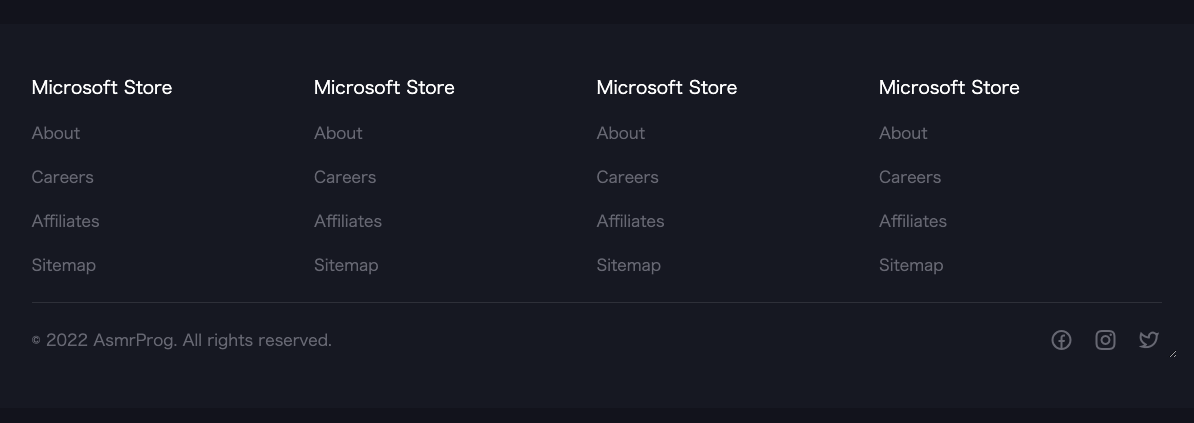 Microsoft Store Microsoft Store Microsoft Store Microsoft Store
About About About About
Careers Careers Careers Careers
Affiliates Affiliates Affiliates Affiliates
Sitemap Sitemap Sitemap Sitemap
© 2022 AsmrProg. All rights reserved.